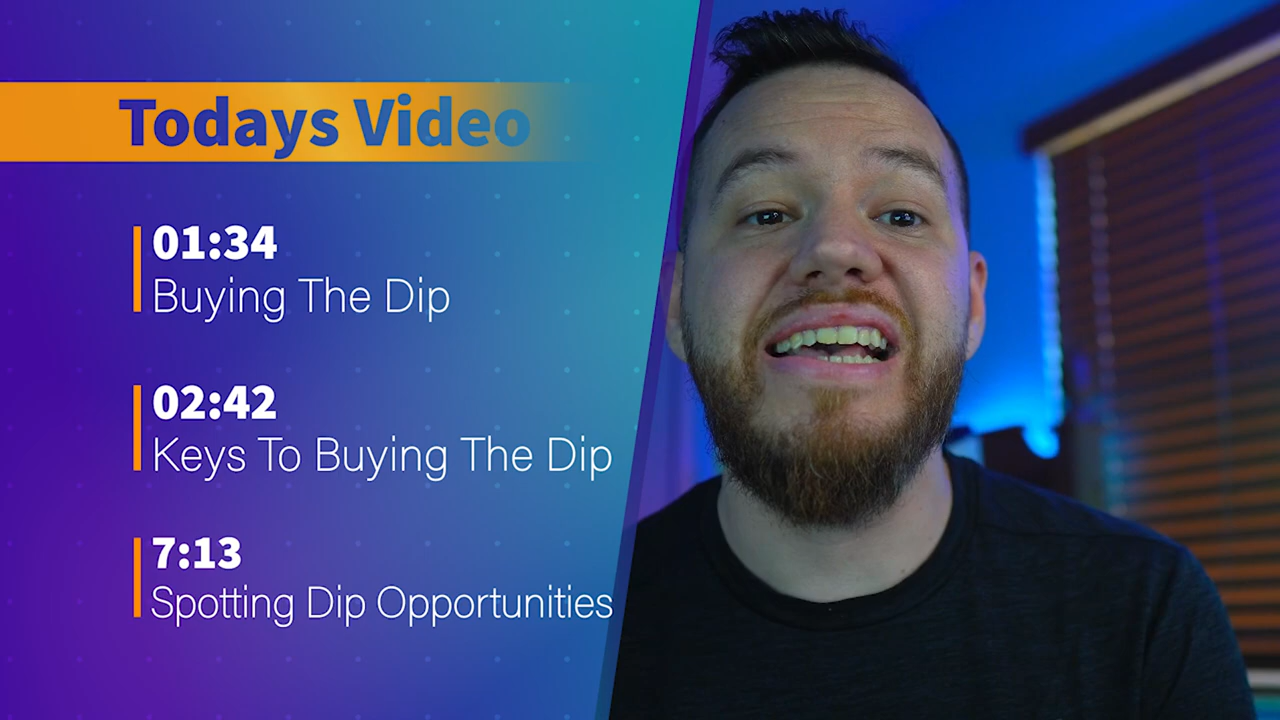 Todays Video
01:34
Buying The Dip
02:42
Keys To Buying The Dip
7:13
Spotting Dip Opportunities